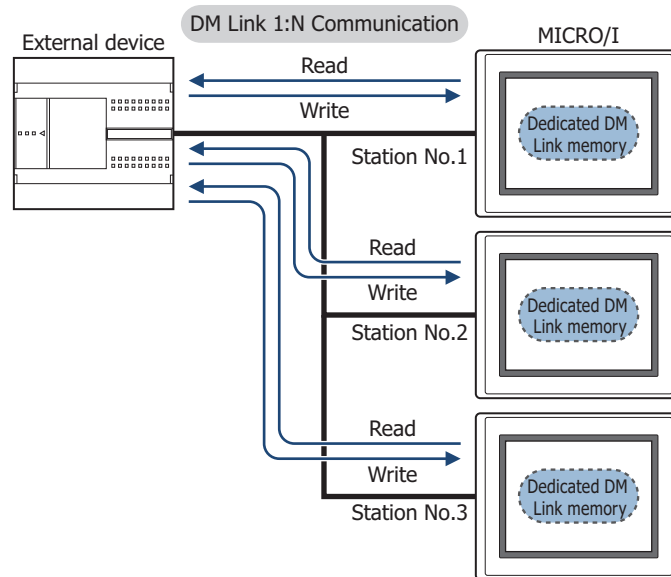 DM Link 1:N Communication
External device
MICRO/I
Read
Write
Dedicated DM
Link memory
Station No.1
Read
Write
Dedicated DM
Link memory
Station No.2
Read
Write
Dedicated DM
Link memory
Station No.3